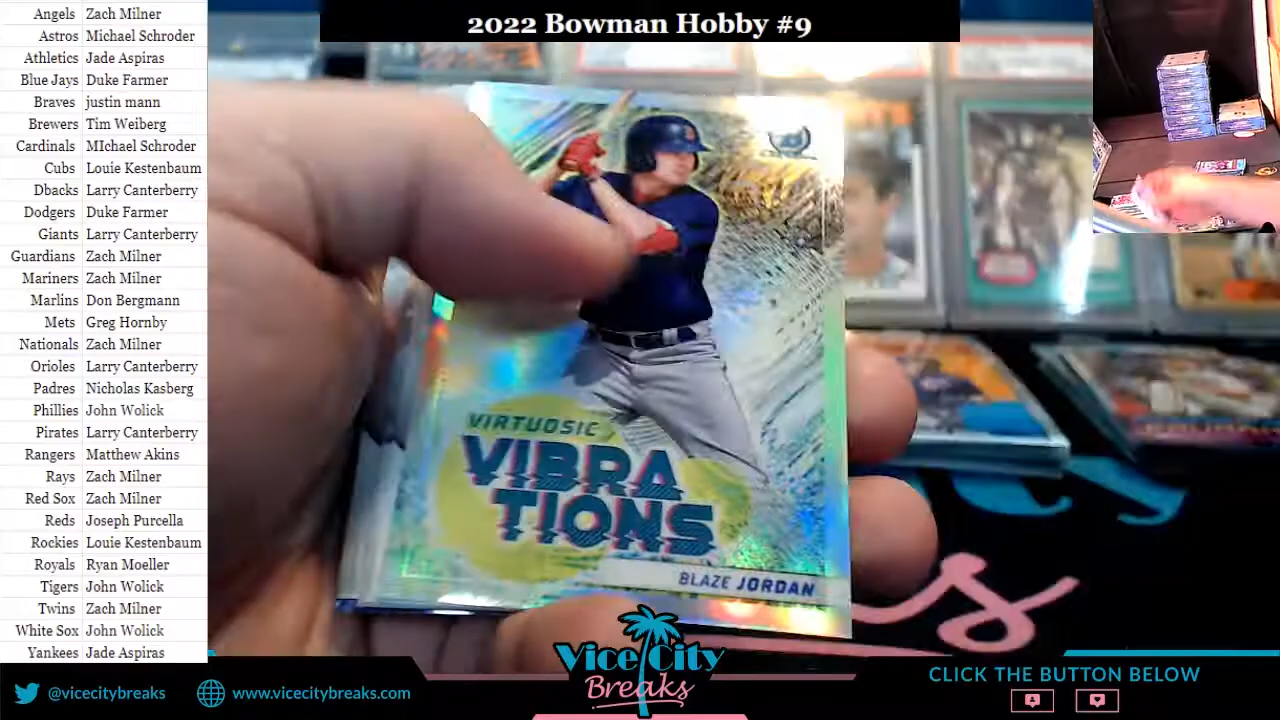 2022 Bowman Hobby #9
Angels Zach Milner
Astros Michael Schroder
Athletics Jade Aspiras
Blue Jays Duke Farmer
Braves justin mann
Brewers Tim Weiberg
Cardinals MIchael Schroder
Cubs Louie Kestenbaum
Dbacks Larry Canterberry
Dodgers Duke Farmer
Giants Larry Canterberry
Guardians Zach Milner
Mariners Zach Milner
Marlins Don Bergmann
Mets Greg Hornby
Nationals Zach Milner
Orioles Larry Canterberry
Padres Nicholas Kasberg
Phillies John Wolick
Pirates Larry Canterberry
Rangers Matthew Akins
Rays Zach Milner
Red Sox Zach Milner
Reds Joseph Purcella
Rockies Louie Kestenbaum
Royals Ryan Moeller
Tigers John Wolick
Twins Zach Milner
White Sox John Wolick
Yankees Jade Aspiras
VIRTUOSIC
VIBRA
TIONS
BLAZE JORDAN
@vicecitybreaks
www.vicecitybreaks.com
Vice City
Breaks
CLICK THE BUTTON BELOW